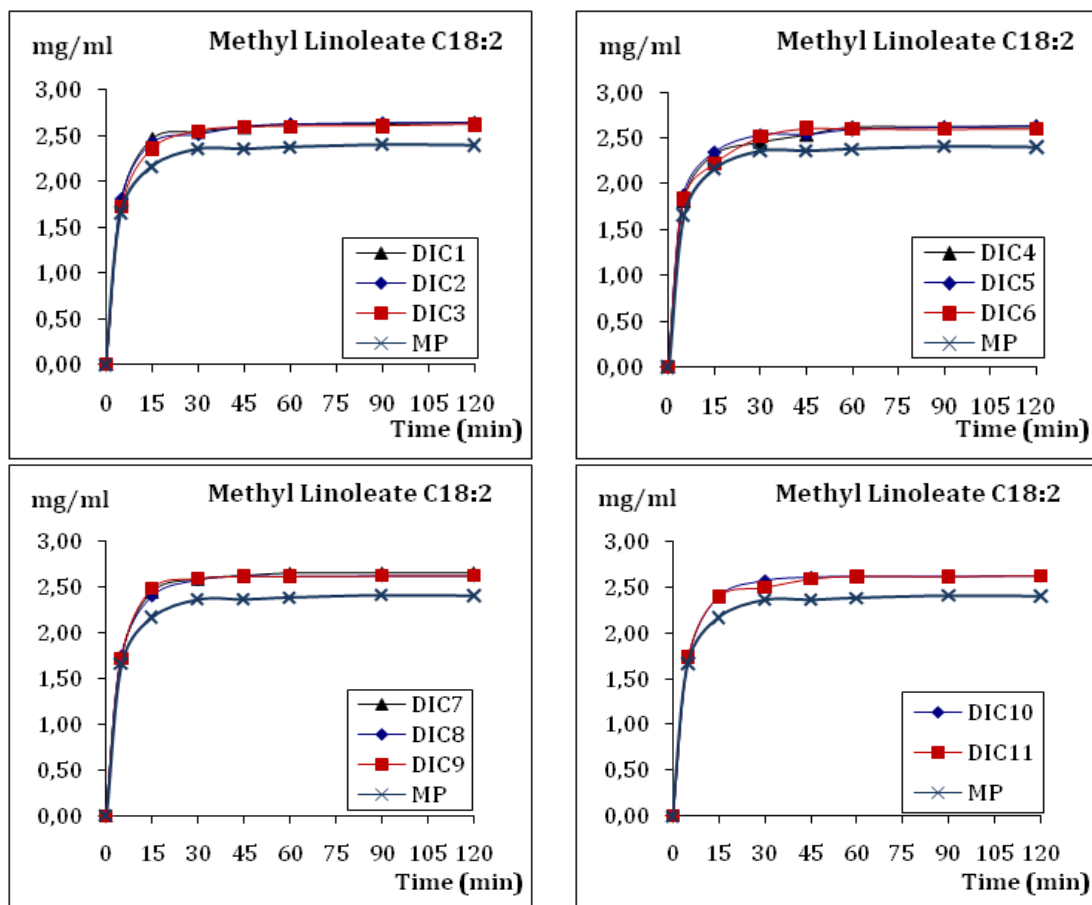 mg/ml
Methyl Linoleate C18:2
3,00
2,50
2,00
1,50
1,00
0,50
0,00
DIC1
DIC2
DIC3
MP
0 15 30 45 60 75 90 105 120
Time (min)
mg/ml
Methyl Linoleate C18:2
3,00
2,50
2,00
1,50
1,00
0,50
0,00
DIC4
DIC5
DIC6
MP
0 15 30 45 60 75 90 105 120
Time (min)
mg/ml
Methyl Linoleate C18:2
3,00
2,50
2,00
1,50
1,00
0,50
0,00
DIC7
DIC8
DIC9
MP
0 15 30 45 60 75 90 105 120
Time (min)
mg/ml
Methyl Linoleate C18:2
3,00
2,50
2,00
1,50
1,00
0,50
0,00
DIC10
DIC11
MP
0 15 30 45 60 75 90 105 120
Time (min)